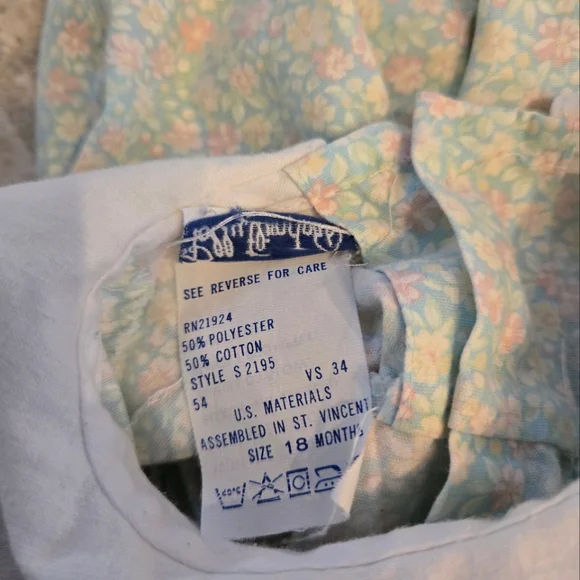 SEE REVERSE FOR CARE
RN21924
50% POLYESTER
50% COTTON
STYLE S 2195
54 VS 34
U.S. MATERIALS
ASSEMBLED IN ST. VINCENT
SIZE 18 MONTHS
60°C